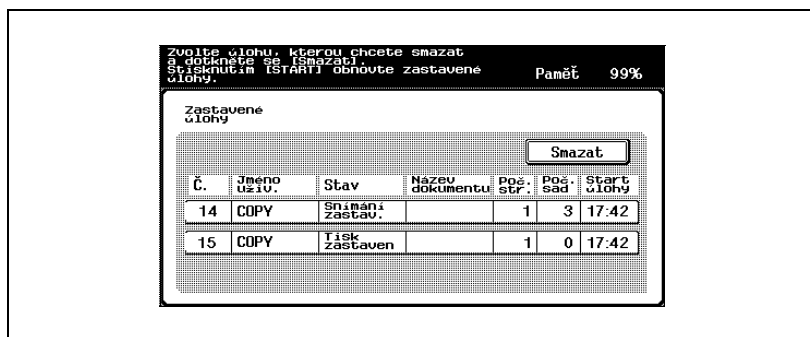 Zvolte úlohu, kterou chcete smazat
a dotkněte se [Smazat].
Stisknutím [START] obnovte zastavené
úlohy.
Paměť 99%
Zastavené
úlohy
Smazat
Č. Jméno uživ. Stav Název dokumentu Poč. str. Poč. sad Start úlohy
14 COPY Snímání zastav. 1 3 17:42
15 COPY Tisk zastaven 1 0 17:42